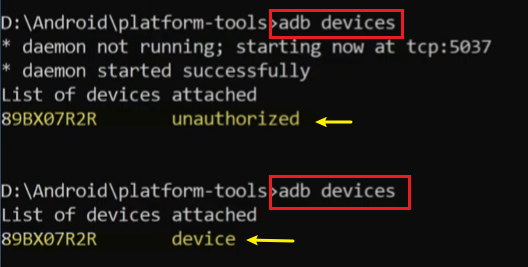 D:\Android\platform-tools>adb devices
* daemon not running; starting now at tcp:5037
* daemon started successfully
List of devices attached
89BX07R2R unauthorized
D:\Android\platform-tools>adb devices
List of devices attached
89BX07R2R device